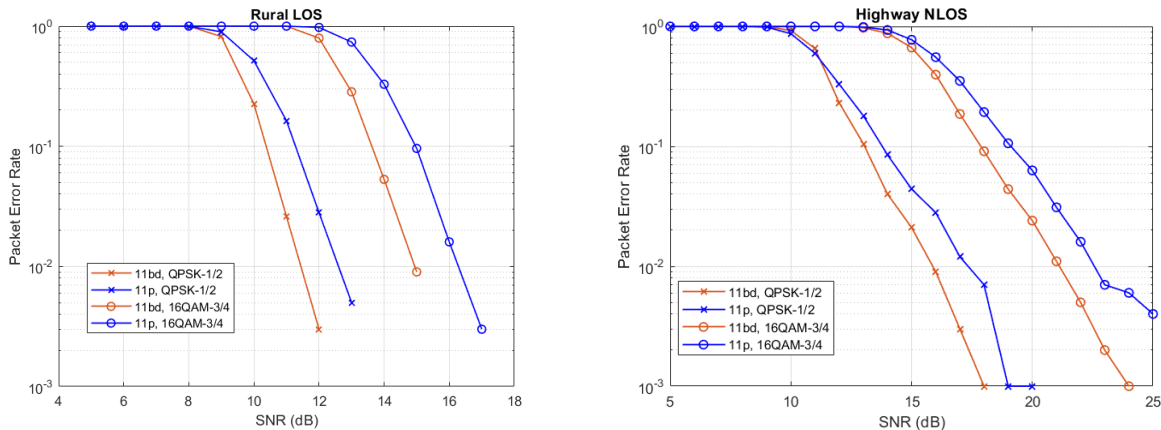 Rural LOS
10^0
10^-1
10^-2
10^-3
Packet Error Rate
11bd, QPSK-1/2
11p, QPSK-1/2
11bd, 16QAM-3/4
11p, 16QAM-3/4
4 6 8 10 12 14 16 18
SNR (dB)
Highway NLOS
10^0
10^-1
10^-2
10^-3
Packet Error Rate
11bd, QPSK-1/2
11p, QPSK-1/2
11bd, 16QAM-3/4
11p, 16QAM-3/4
5 10 15 20 25
SNR (dB)